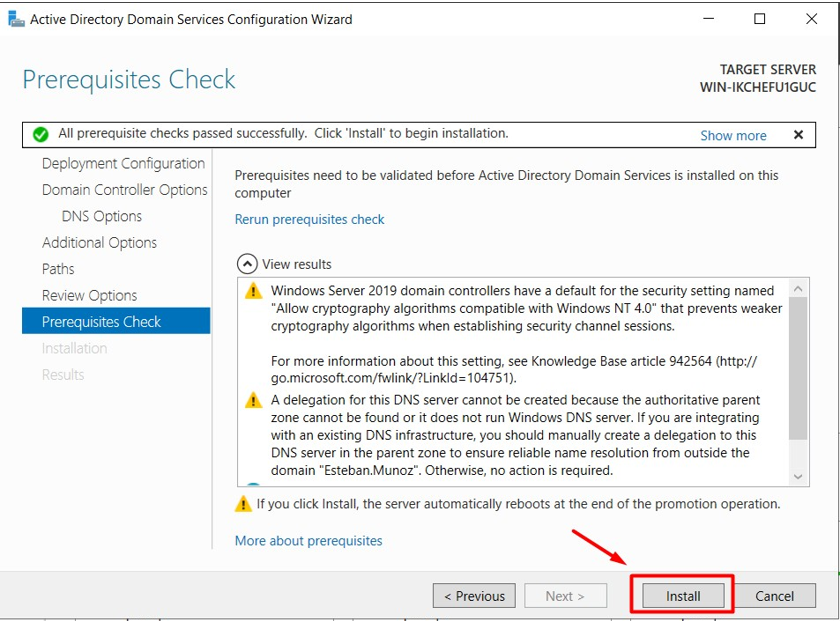 Active Directory Domain Services Configuration Wizard
Prerequisites Check
TARGET SERVER
WIN-IKCHEFU1GUC
All prerequisite checks passed successfully. Click 'Install' to begin installation.
Show more
Deployment Configuration
Domain Controller Options
DNS Options
Additional Options
Paths
Review Options
Prerequisites Check
Installation
Results
Prerequisites need to be validated before Active Directory Domain Services is installed on this
computer
Rerun prerequisites check
View results
Windows Server 2019 domain controllers have a default for the security setting named
"Allow cryptography algorithms compatible with Windows NT 4.0" that prevents weaker
cryptography algorithms when establishing security channel sessions.
For more information about this setting, see Knowledge Base article 942564 (http://
go.microsoft.com/fwlink/?LinkId=104751).
A delegation for this DNS server cannot be created because the authoritative parent
zone cannot be found or it does not run Windows DNS server. If you are integrating
with an existing DNS infrastructure, you should manually create a delegation to this
DNS server in the parent zone to ensure reliable name resolution from outside the
domain "Esteban.Munoz". Otherwise, no action is required.
If you click Install, the server automatically reboots at the end of the promotion operation.
More about prerequisites
< Previous
Next >
Install
Cancel